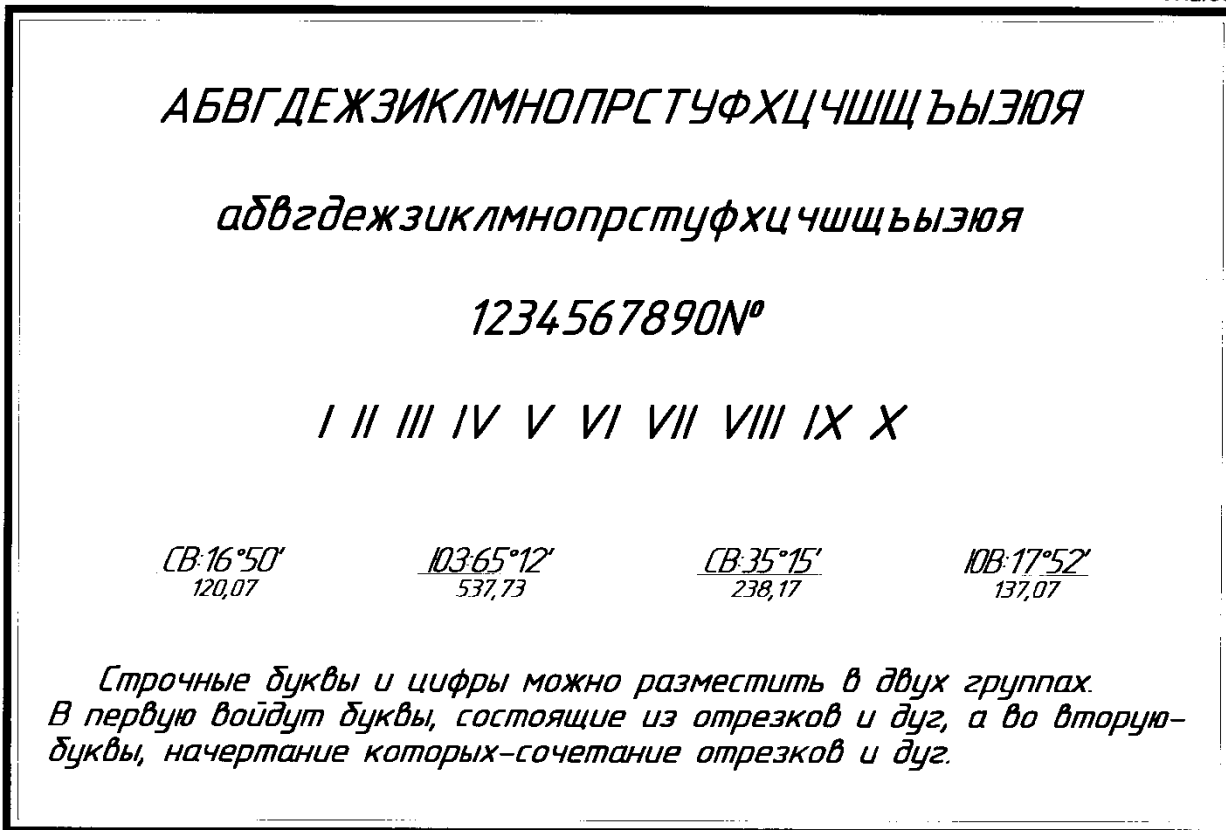 АБВГДЕЖЗИКЛМНОПРСТУФХЦЧШЩЪЫЭЮЯ
абвгдежзиклмнопрстуфхцчшщъыэюя
1234567890№
I II III IV V VI VII VIII IX X
СВ:16°50' ЮЗ:65°12' СВ:35°15' ЮВ:17°52'
120,07 537,73 238,17 137,07
Строчные буквы и цифры можно разместить в двух группах.
В первую войдут буквы, состоящие из отрезков и дуг, а во вторую-
буквы, начертание которых-сочетание отрезков и дуг.